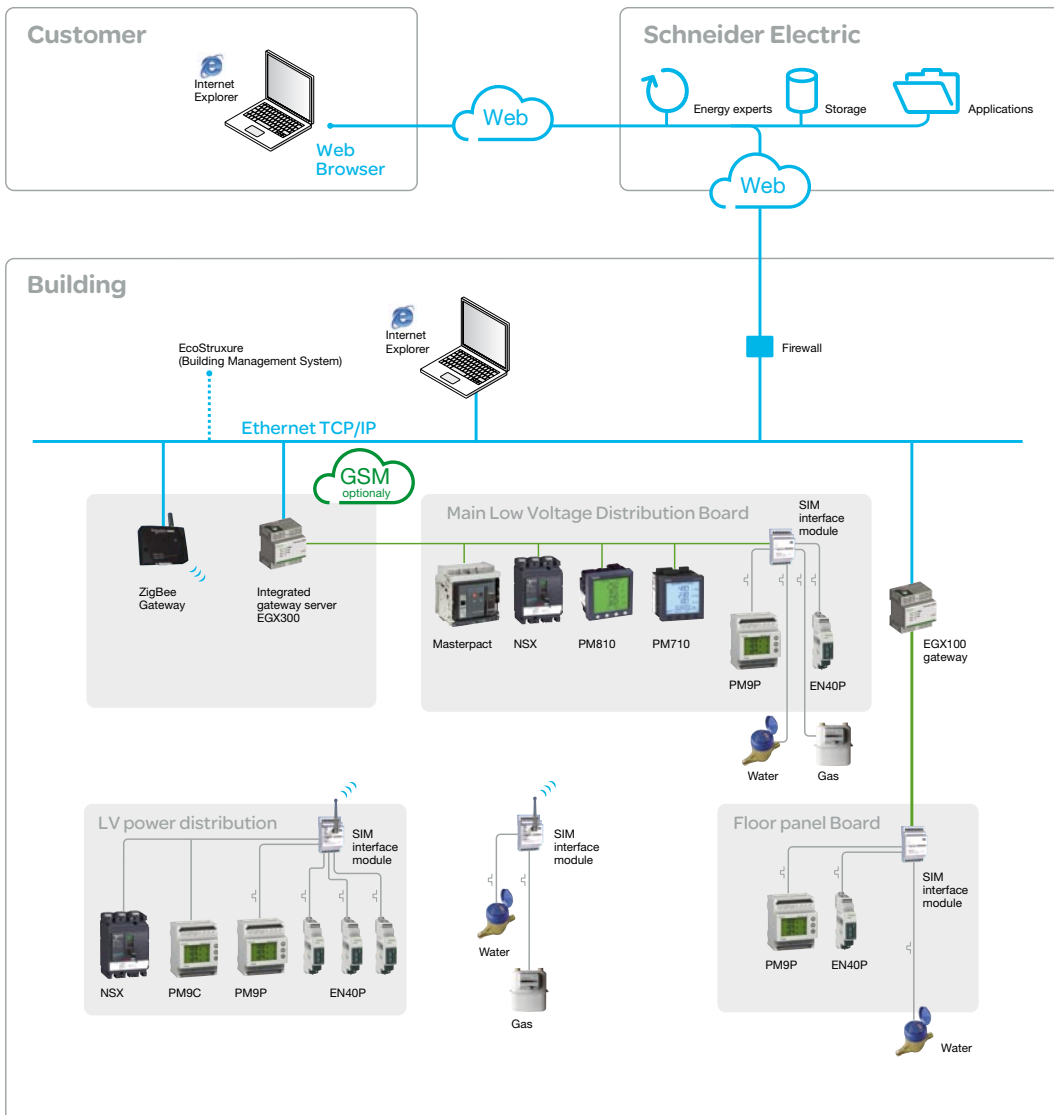 Customer
Internet
Explorer
Web
Browser
Web
Schneider Electric
Energy experts
Storage
Applications
Web
Building
EcoStruxure
(Building Management System)
Internet
Explorer
Firewall
Ethernet TCP/IP
GSM
optionaly
ZigBee
Gateway
Integrated
gateway server
EGX300
Main Low Voltage Distribution Board
SIM
interface
module
Masterpact
NSX
PM810
PM710
PM9P
EN40P
EGX100
gateway
Water
Gas
LV power distribution
SIM
interface
module
NSX
PM9C
PM9P
EN40P
SIM
interface
module
Water
Gas
Floor panel Board
SIM
interface
module
PM9P
EN40P
Water